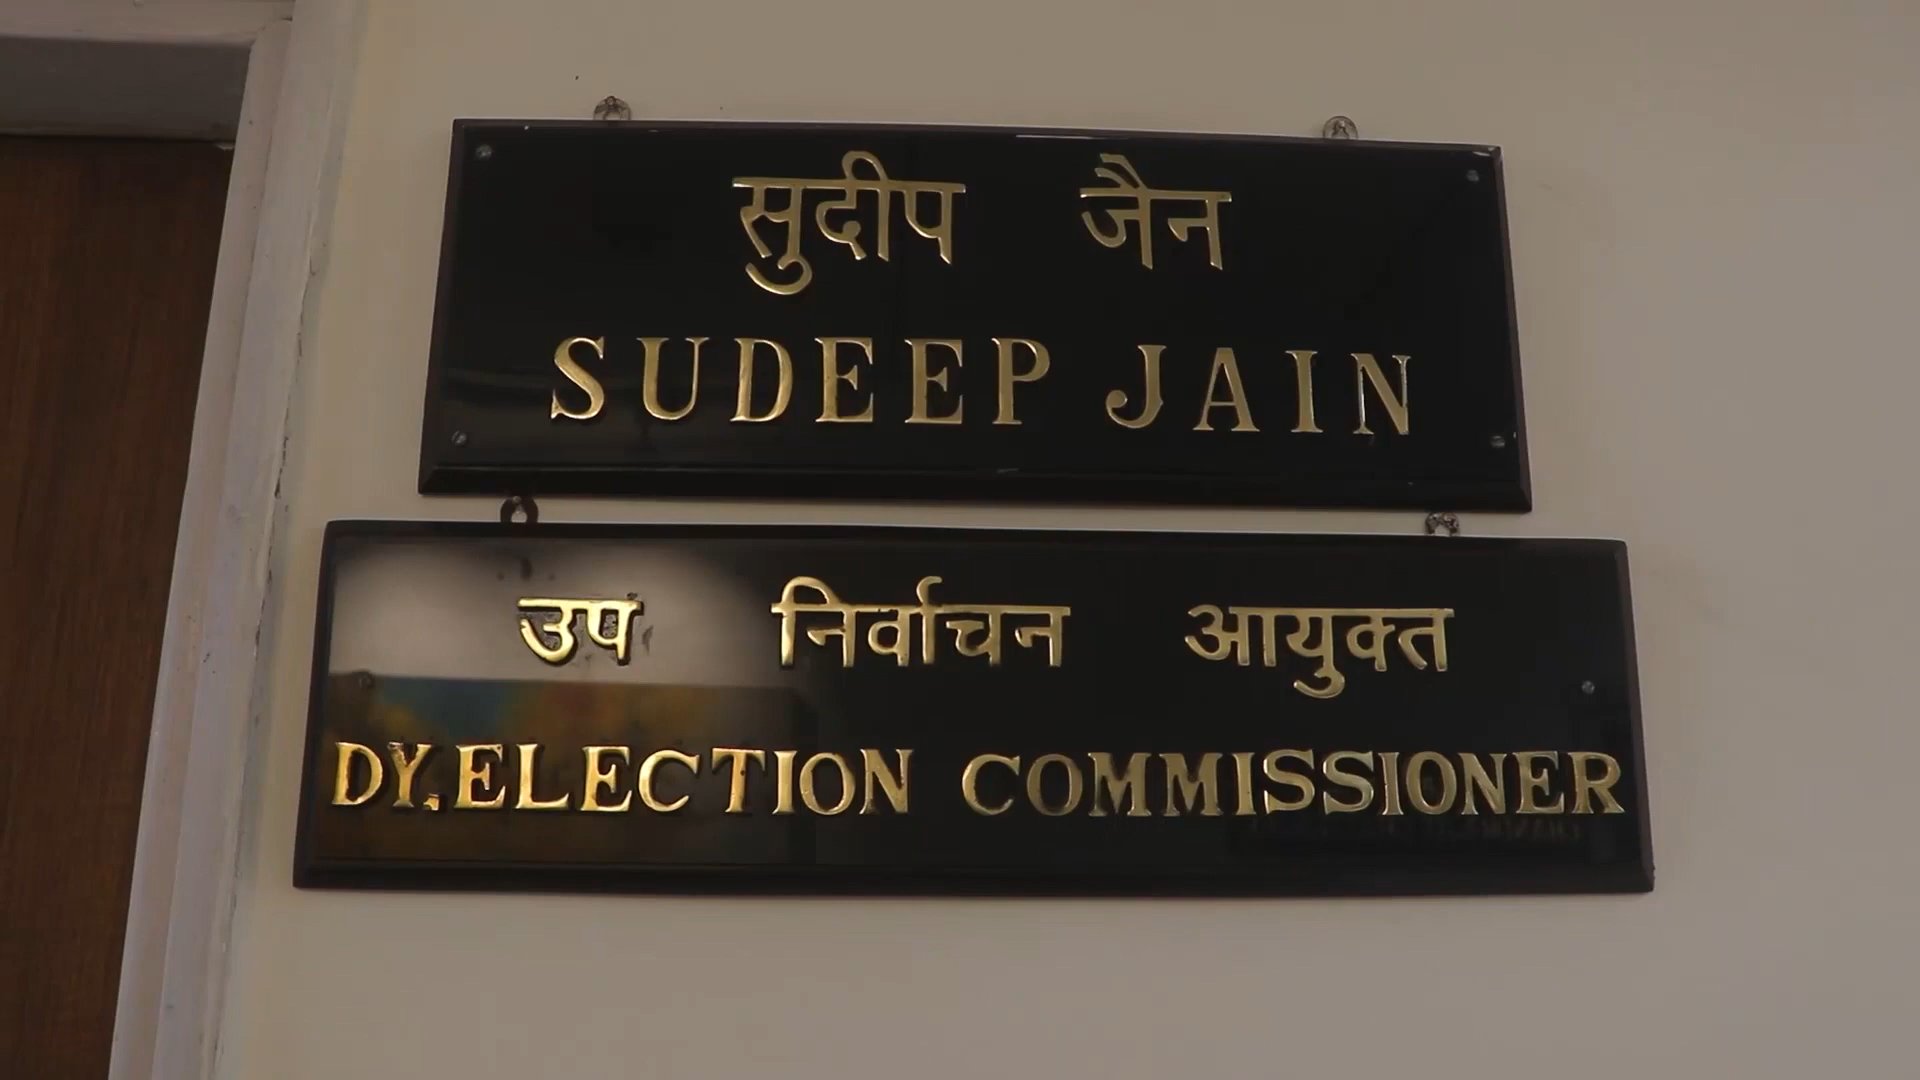 सुदीप जैन
SUDEEP JAIN
उप निर्वाचन आयुक्त
DY. ELECTION COMMISSIONER